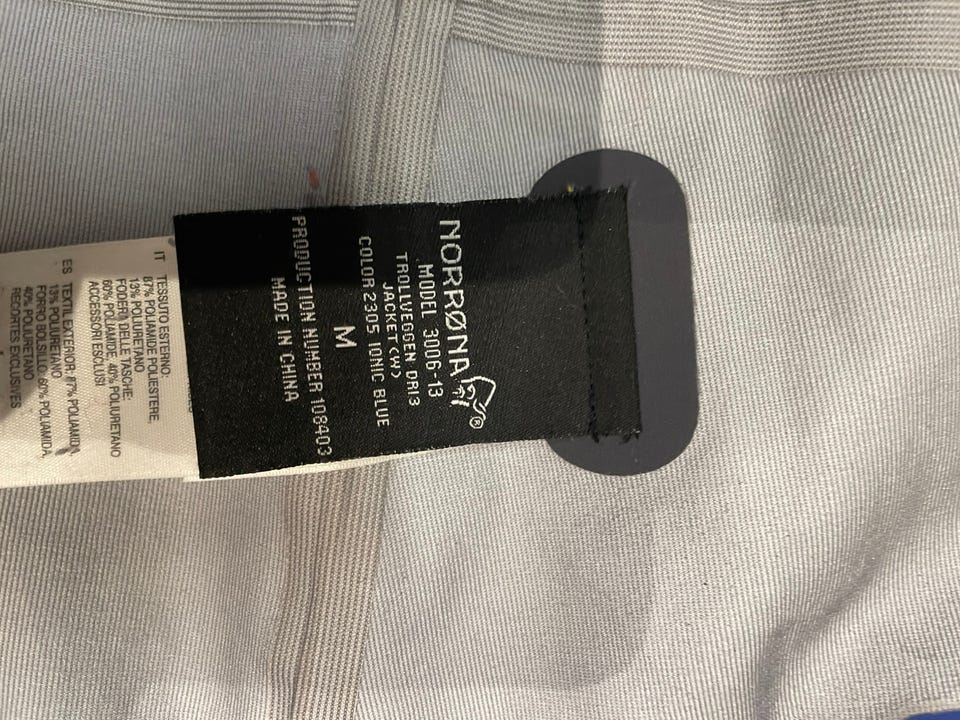 NORRØNA®
MODEL 3006-13
TROLLVEGGEN DRI3
JACKET(W)
COLOR 2305 IONIC BLUE
M
PRODUCTION NUMBER 108403
MADE IN CHINA
IT TESSUTO ESTERNO:
87% POLIAMIDE POLIESTERE,
13% POLIURETANO
FODERA DELLE TASCHE:
60% POLIAMIDE, 40% POLIURETANO
ACCESSORI ESCLUSI
ES TEXTIL EXTERIOR: 87% POLIAMIDA
13% POLIURETANO
FORRO BOLSILLO: 60% POLIAMIDA,
40% POLIURETANO
RECORTES EXCLUSIVES